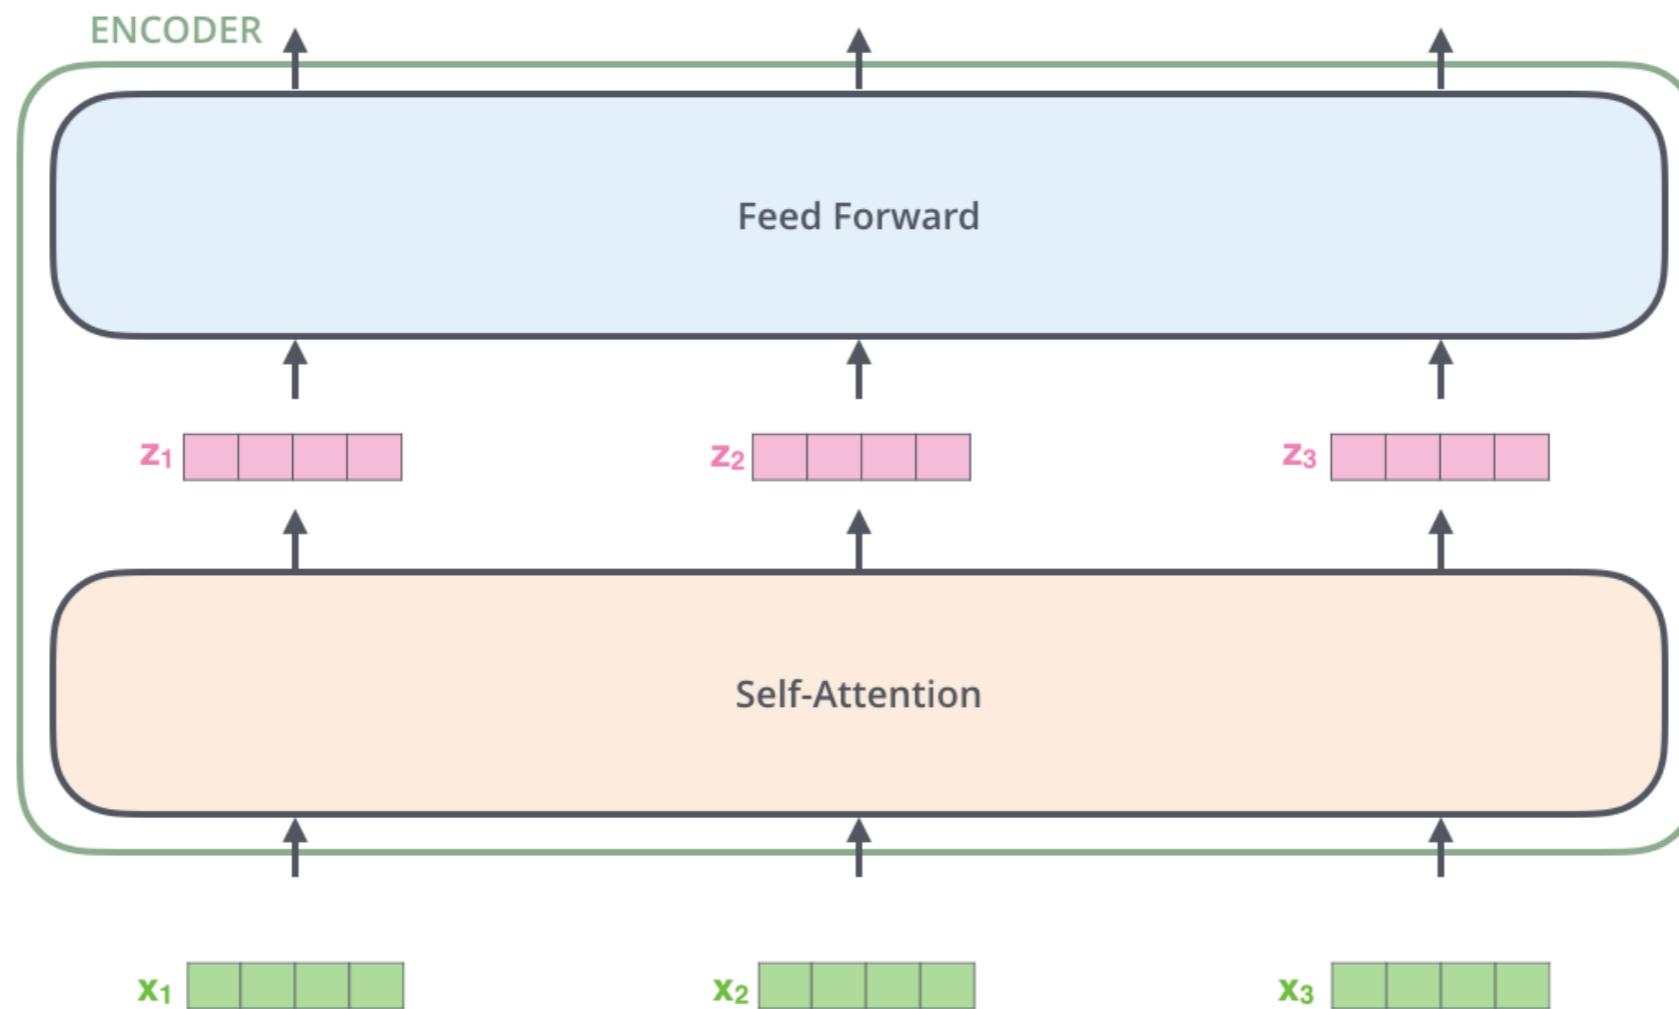 ENCODER
Feed Forward
z1
z2
z3
Self-Attention
x1
x2
x3